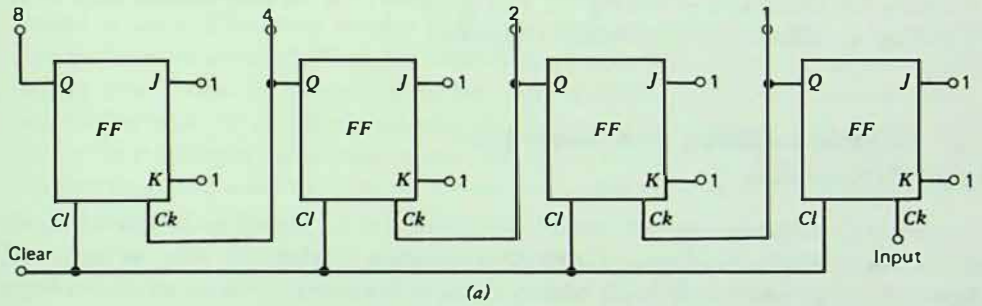 8 4 2 1
Q J 1 Q J 1 Q J 1 Q J 1
FF FF FF FF
K 1 K 1 K 1 K 1
Cl Ck Cl Ck Cl Ck Cl Ck
Clear Input
(a)